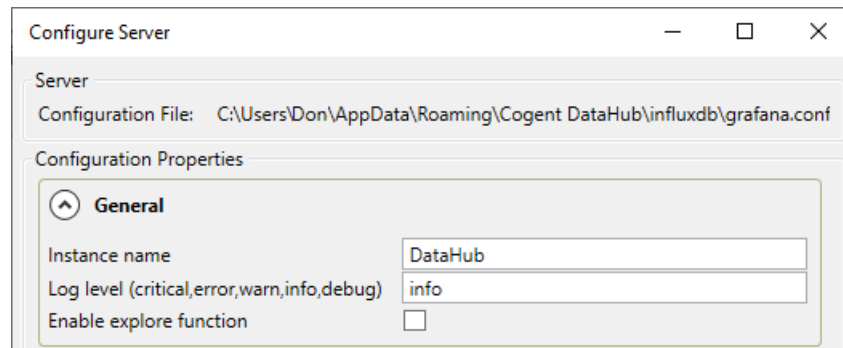 Configure Server
Server
Configuration File: C:\Users\Don\AppData\Roaming\Cogent DataHub\influxdb\grafana.conf
Configuration Properties
General
Instance name DataHub
Log level (critical,error,warn,info,debug) info
Enable explore function